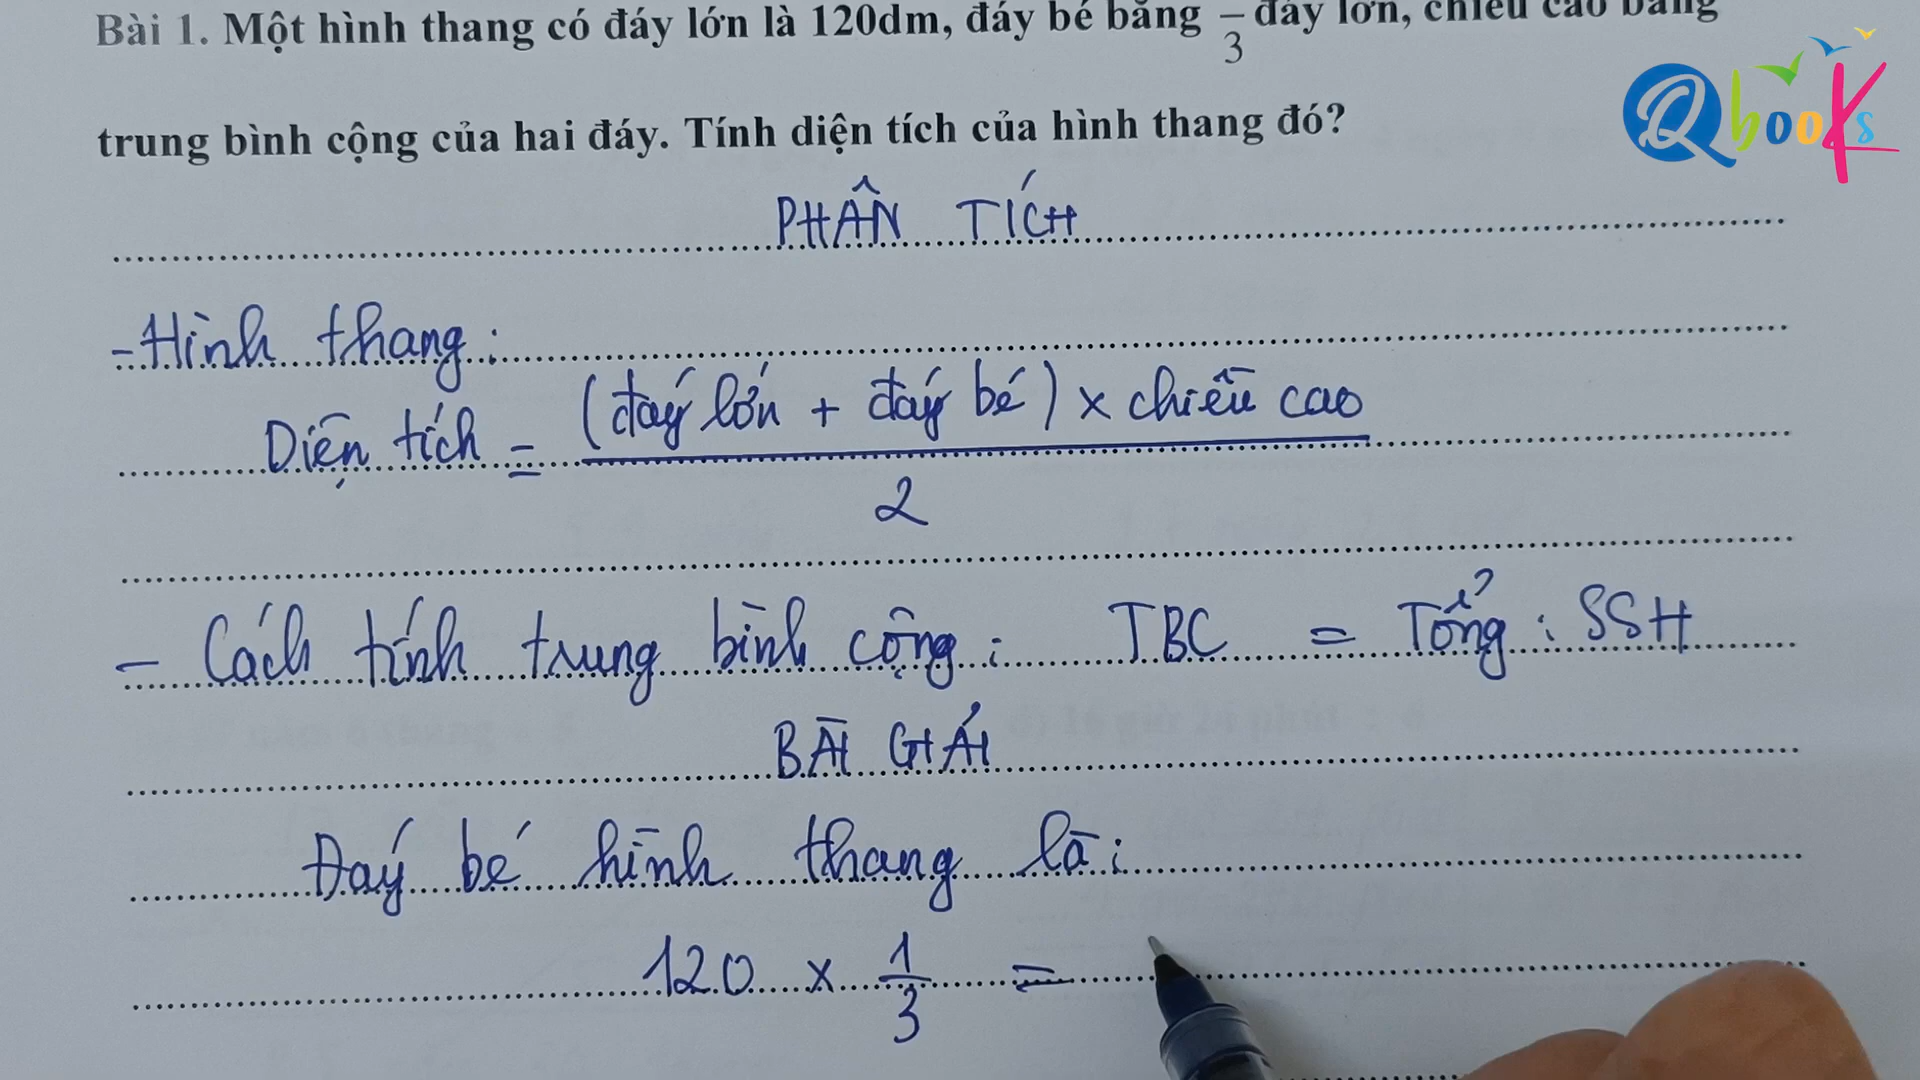 Bài 1. Một hình thang có đáy lớn là 120dm, đáy bé bằng /3 đáy lớn, chiều cao bằng
trung bình cộng của hai đáy. Tính diện tích của hình thang đó?
Qbooks
PHÂN TÍCH
- Hình thang:
Diện tích = (đáy lớn + đáy bé) x chiều cao
2
- Cách tính trung bình cộng: TBC = Tổng : SSH
BÀI GIẢI
Đáy bé hình thang là:
120 x 1/3 =